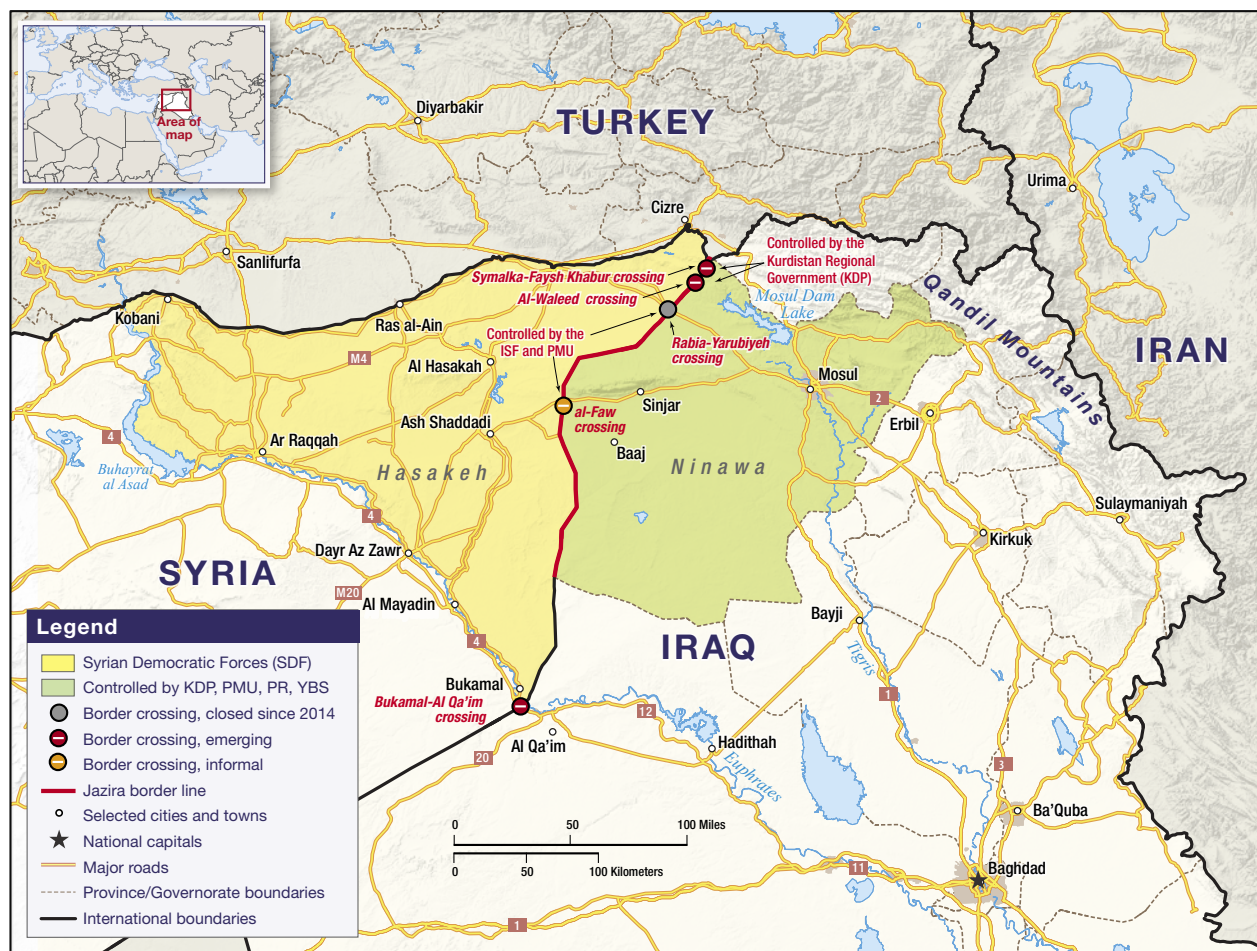 Area of
map
Diyarbakir
TURKEY
Urima
Cizre
Sanlifurfa
Symalka-Faysh Khabur crossing
Al-Waleed crossing
Controlled by the
Kurdistan Regional
Government (KDP)
Mosul Dam
Lake
Qandil Mountains
IRAN
Kobani
Ras al-Ain
Controlled by the
ISF and PMU
Rabia-Yarubiyeh
crossing
M4
Al Hasakah
Mosul
Sinjar
2
al-Faw
crossing
Erbil
Ash Shaddadi
Baaj
4
Ar Raqqah
Buhayrat
al Asad
Hasakeh
Ninawa
Sulaymaniyah
4
Kirkuk
Dayr Az Zawr
SYRIA
M20
Al Mayadin
4
IRAQ
Bayji
Tigris
Bukamal
Bukamal-Al Qa'im
crossing
1
12
Al Qa'im
Hadithah
20
Euphrates
3
Ba'Quba
0 50 100 Miles
0 50 100 Kilometers
11
Baghdad
1
Legend
Syrian Democratic Forces (SDF)
Controlled by KDP, PMU, PR, YBS
Border crossing, closed since 2014
Border crossing, emerging
Border crossing, informal
Jazira border line
Selected cities and towns
National capitals
Major roads
Province/Governorate boundaries
International boundaries